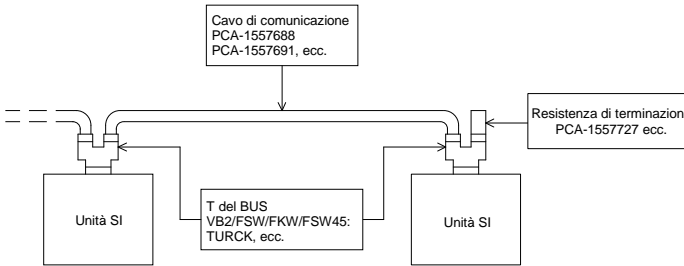 Cavo di comunicazione
PCA-1557688
PCA-1557691, ecc.
Resistenza di terminazion
PCA-1557727 ecc.
T del BUS
VB2/FSW/FKW/FSW45:
TURCK, ecc.
Unità SI
Unità SI